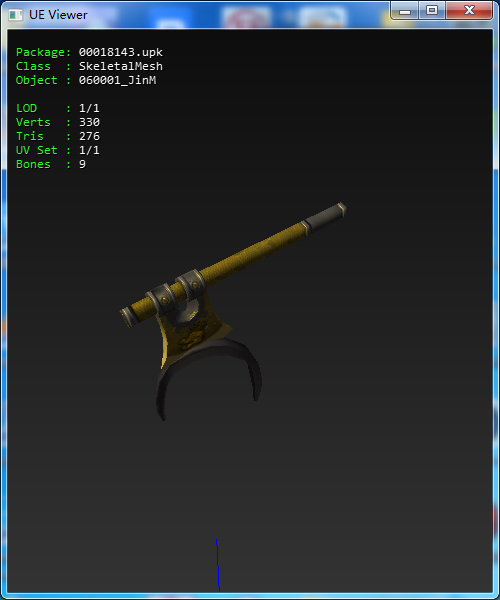 UE Viewer
Package: 00018143.upk
Class  : SkeletalMesh
Object : 060001_JinM
LOD    : 1/1
Verts  : 330
Tris   : 276
UV Set : 1/1
Bones  : 9